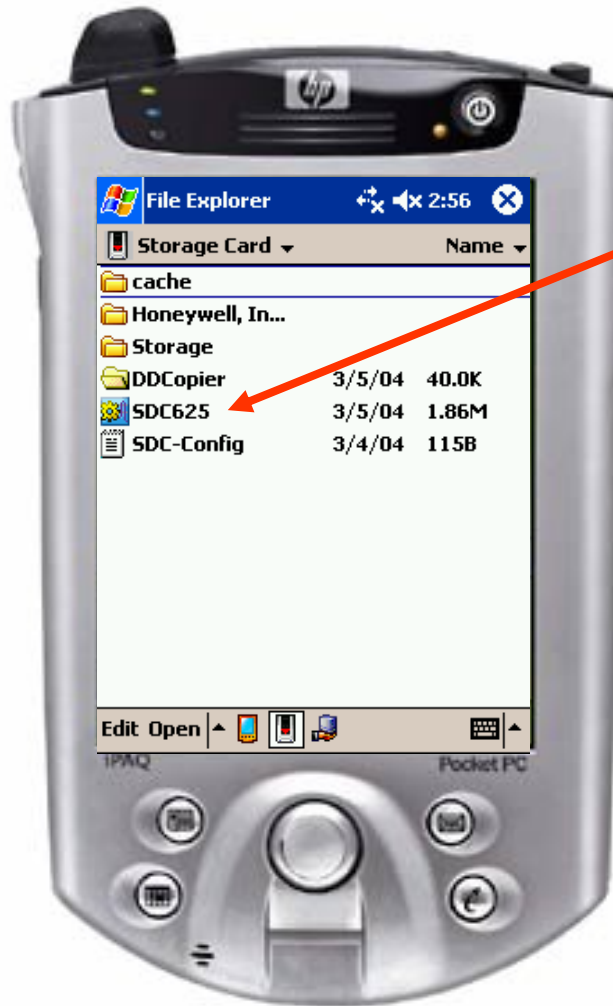 hp
File Explorer 2:56
Storage Card Name
cache
Honeywell, In...
Storage
DDCopier 3/5/04 40.0K
SDC625 3/5/04 1.86M
SDC-Config 3/4/04 115B
Edit Open
iPAQ Pocket PC